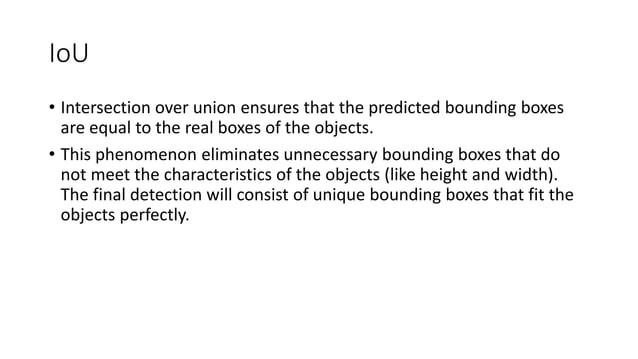 IoU
• Intersection over union ensures that the predicted bounding boxes
are equal to the real boxes of the objects.
• This phenomenon eliminates unnecessary bounding boxes that do
not meet the characteristics of the objects (like height and width).
The final detection will consist of unique bounding boxes that fit the
objects perfectly.